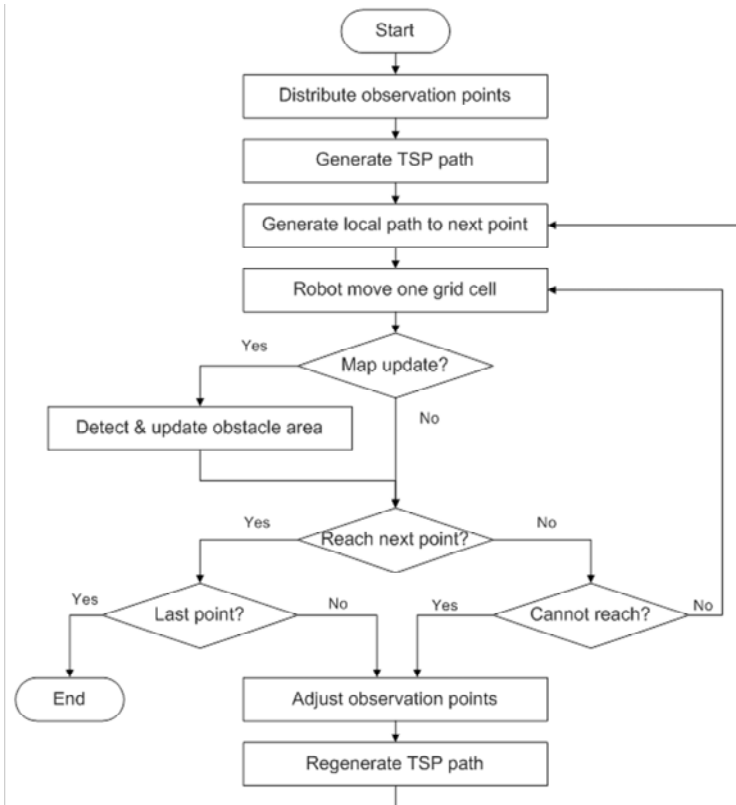 Start
Distribute observation points
Generate TSP path
Generate local path to next point
Robot move one grid cell
Yes
Map update?
Detect & update obstacle area
No
Yes
Reach next point?
No
Yes
Last point?
No
Yes
Cannot reach?
No
End
Adjust observation points
Regenerate TSP path